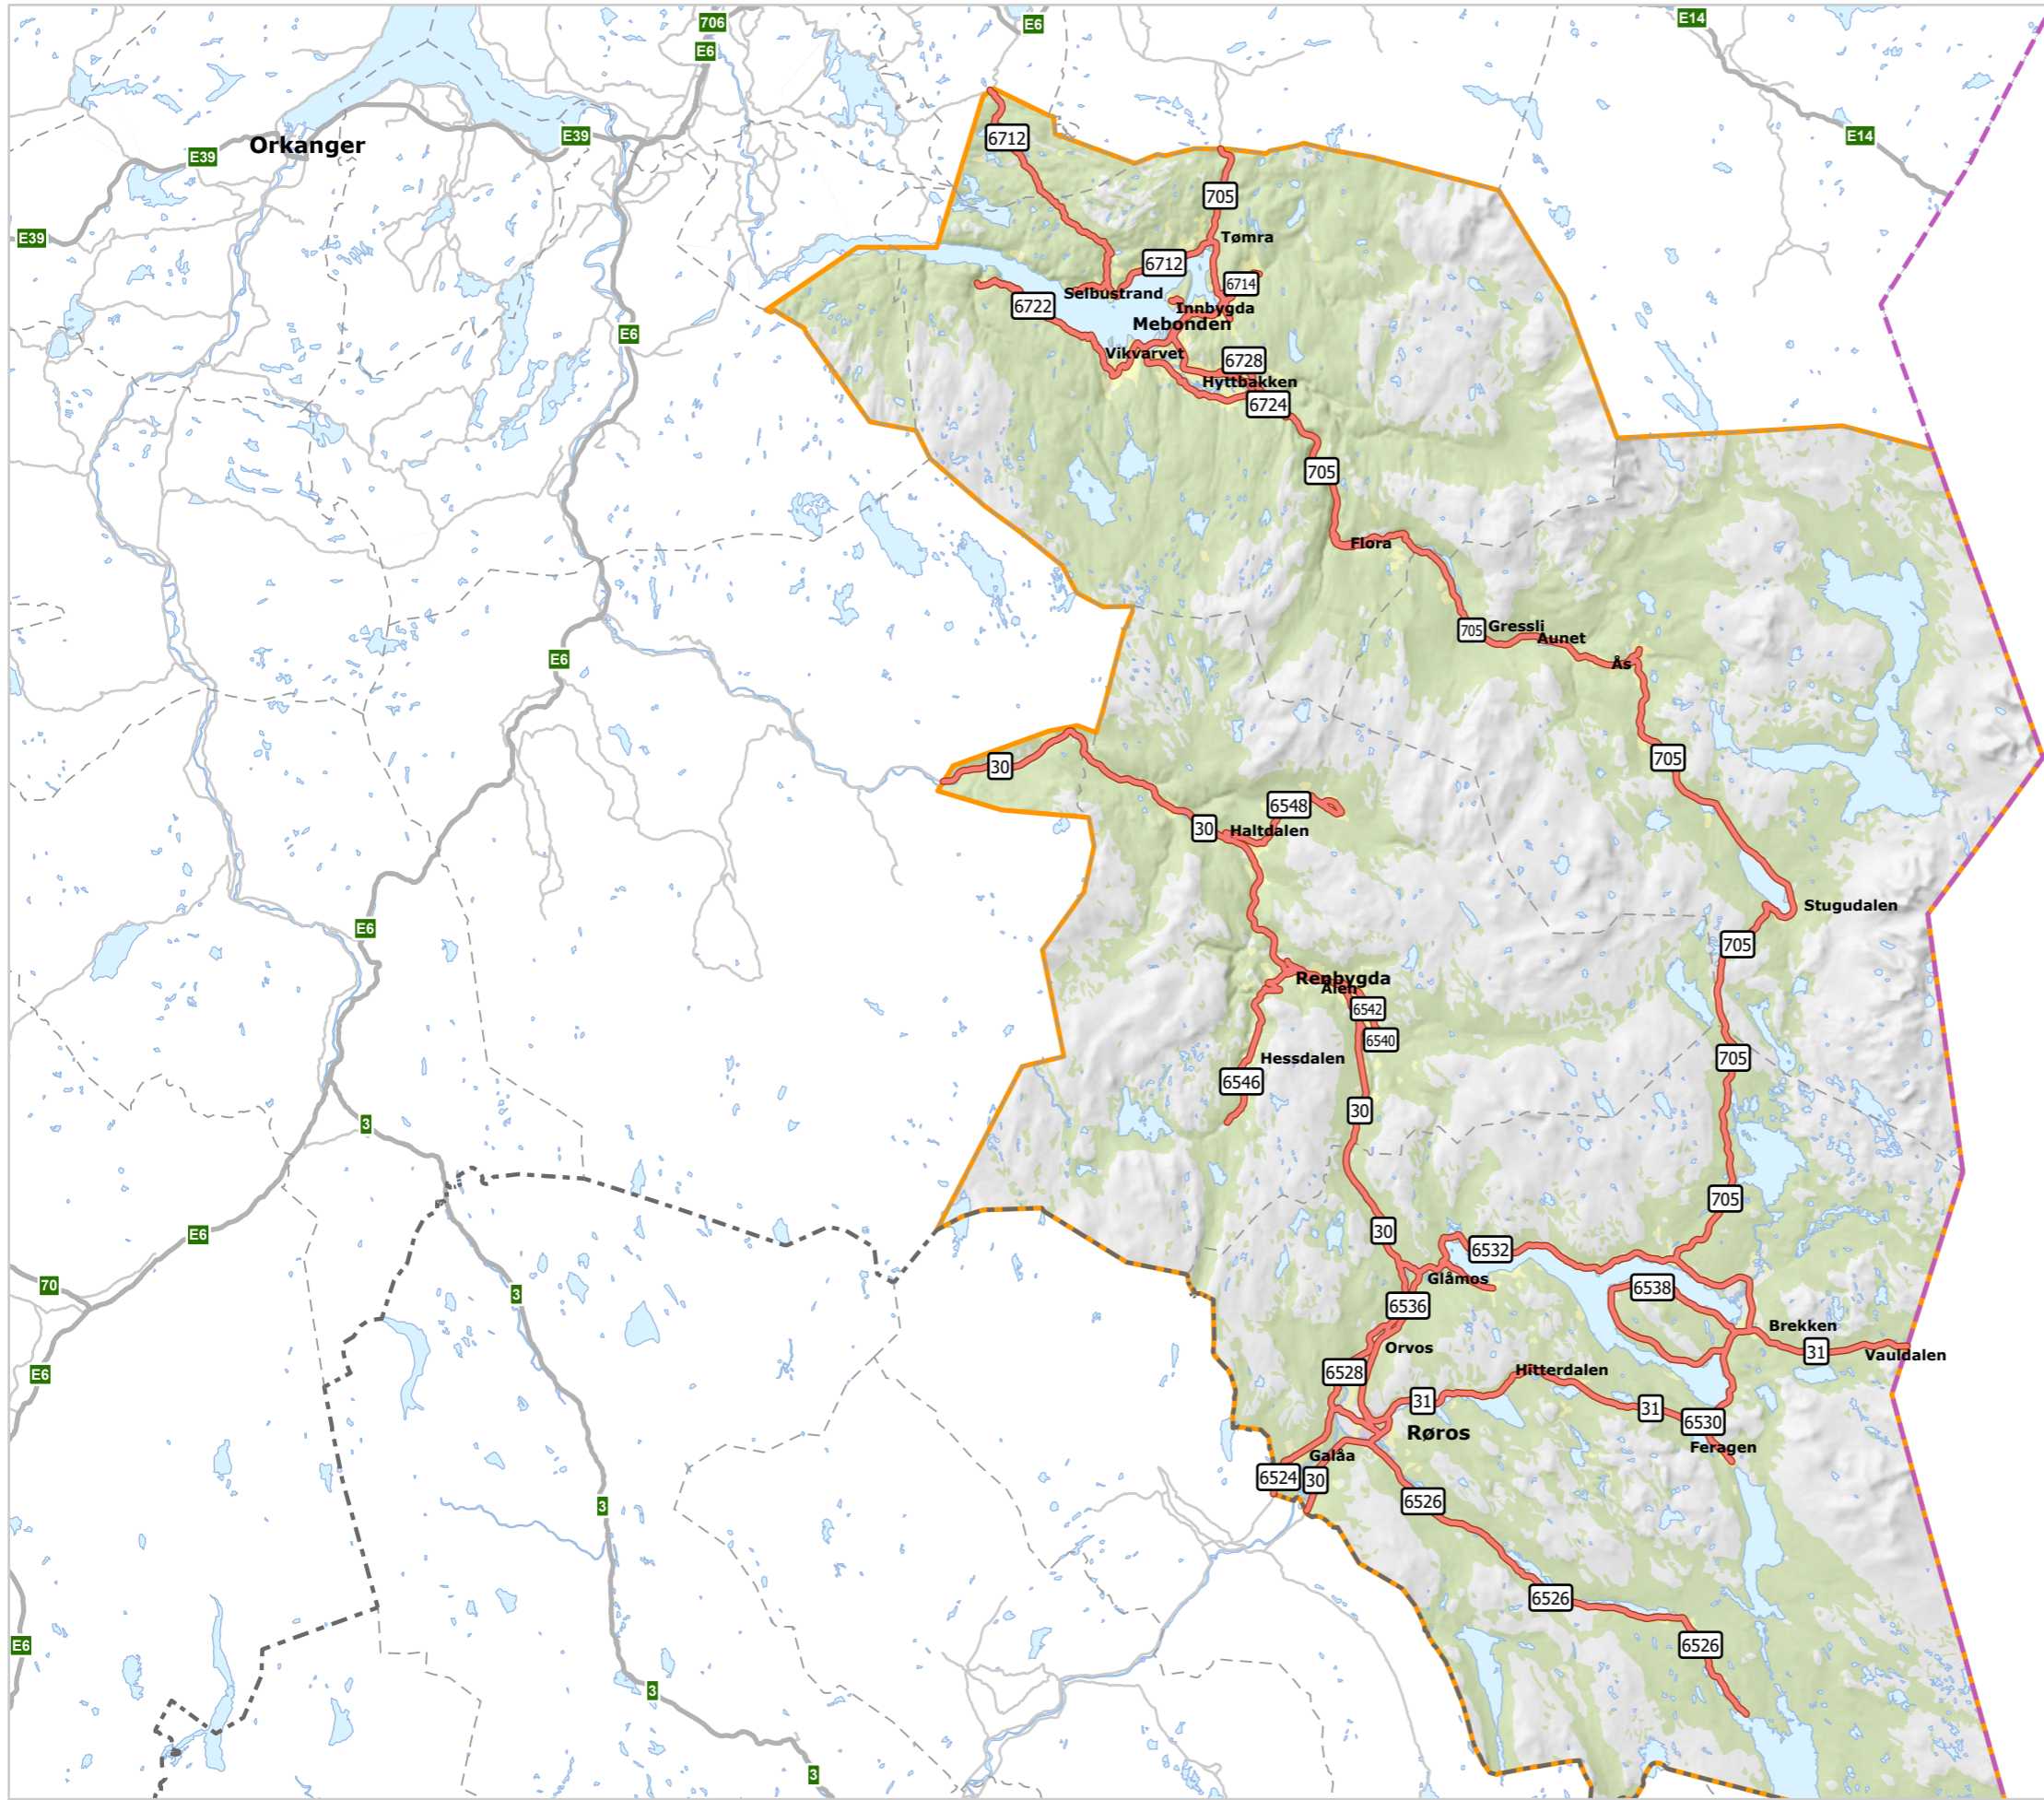 706
E6
E6
E14
E14
E39
Orkanger
E39
E39
6712
705
Tømra
6712
6714
Selbustrand
6722
Innbygda
Mebonden
E6
Vikvarvet
6728
Hyttbakken
6724
705
Flora
705
Gressli
Aunet
Ås
E6
30
705
6548
30
Haltdalen
Stugudalen
E6
705
Renbygda
Ålen
6542
6540
Hessdalen
705
6546
30
3
705
E6
30
6532
Glåmos
70
3
6538
6536
Brekken
Orvos
31
Vauldalen
E6
6528
Hitterdalen
31
31
6530
Røros
Feragen
Galåa
6524
30
3
6526
6526
E6
6526
3
3